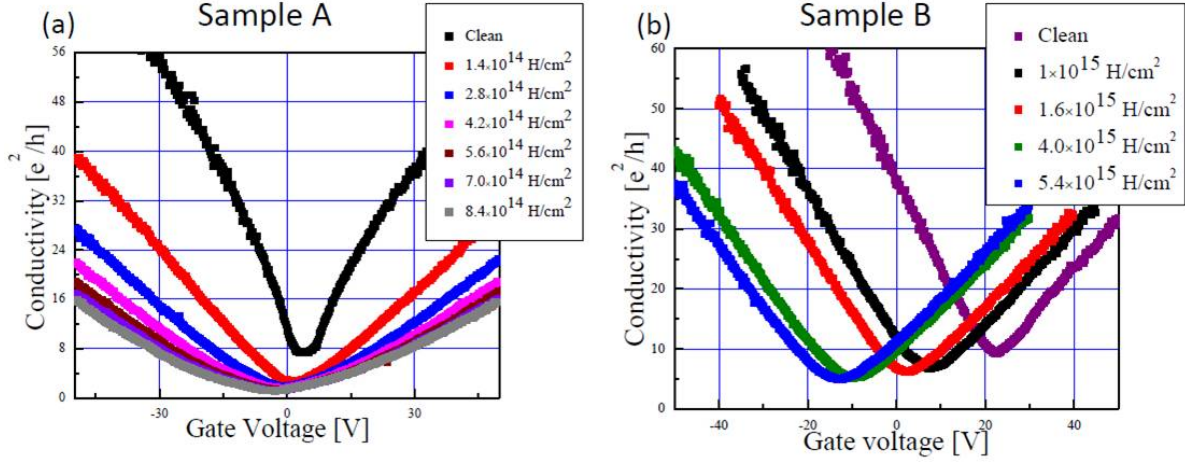 Sample A
(a)
Clean
1.4×10^14 H/cm^2
2.8×10^14 H/cm^2
4.2×10^14 H/cm^2
5.6×10^14 H/cm^2
7.0×10^14 H/cm^2
8.4×10^14 H/cm^2
Conductivity [e^2/h]
56
48
40
32
24
16
8
0
-30
0
30
Gate Voltage [V]
Sample B
(b)
Clean
1×10^15 H/cm^2
1.6×10^15 H/cm^2
4.0×10^15 H/cm^2
5.4×10^15 H/cm^2
Conductivity [e^2/h]
60
50
40
30
20
10
0
-40
-20
0
20
40
Gate voltage [V]